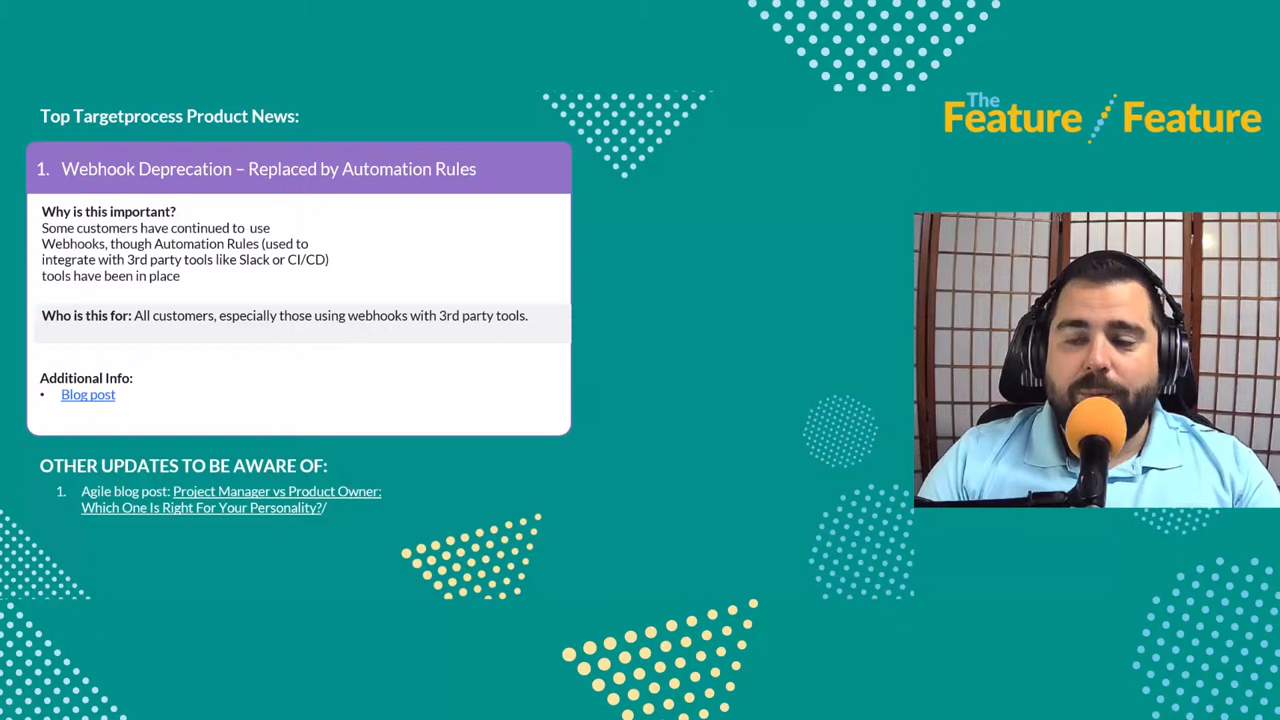 The
Feature / Feature
Top Targetprocess Product News:
1. Webhook Deprecation – Replaced by Automation Rules
Why is this important?
Some customers have continued to use
Webhooks, though Automation Rules (used to
integrate with 3rd party tools like Slack or CI/CD)
tools have been in place
Who is this for: All customers, especially those using webhooks with 3rd party tools.
Additional Info:
• Blog post
OTHER UPDATES TO BE AWARE OF:
1. Agile blog post: Project Manager vs Product Owner:
Which One Is Right For Your Personality?/